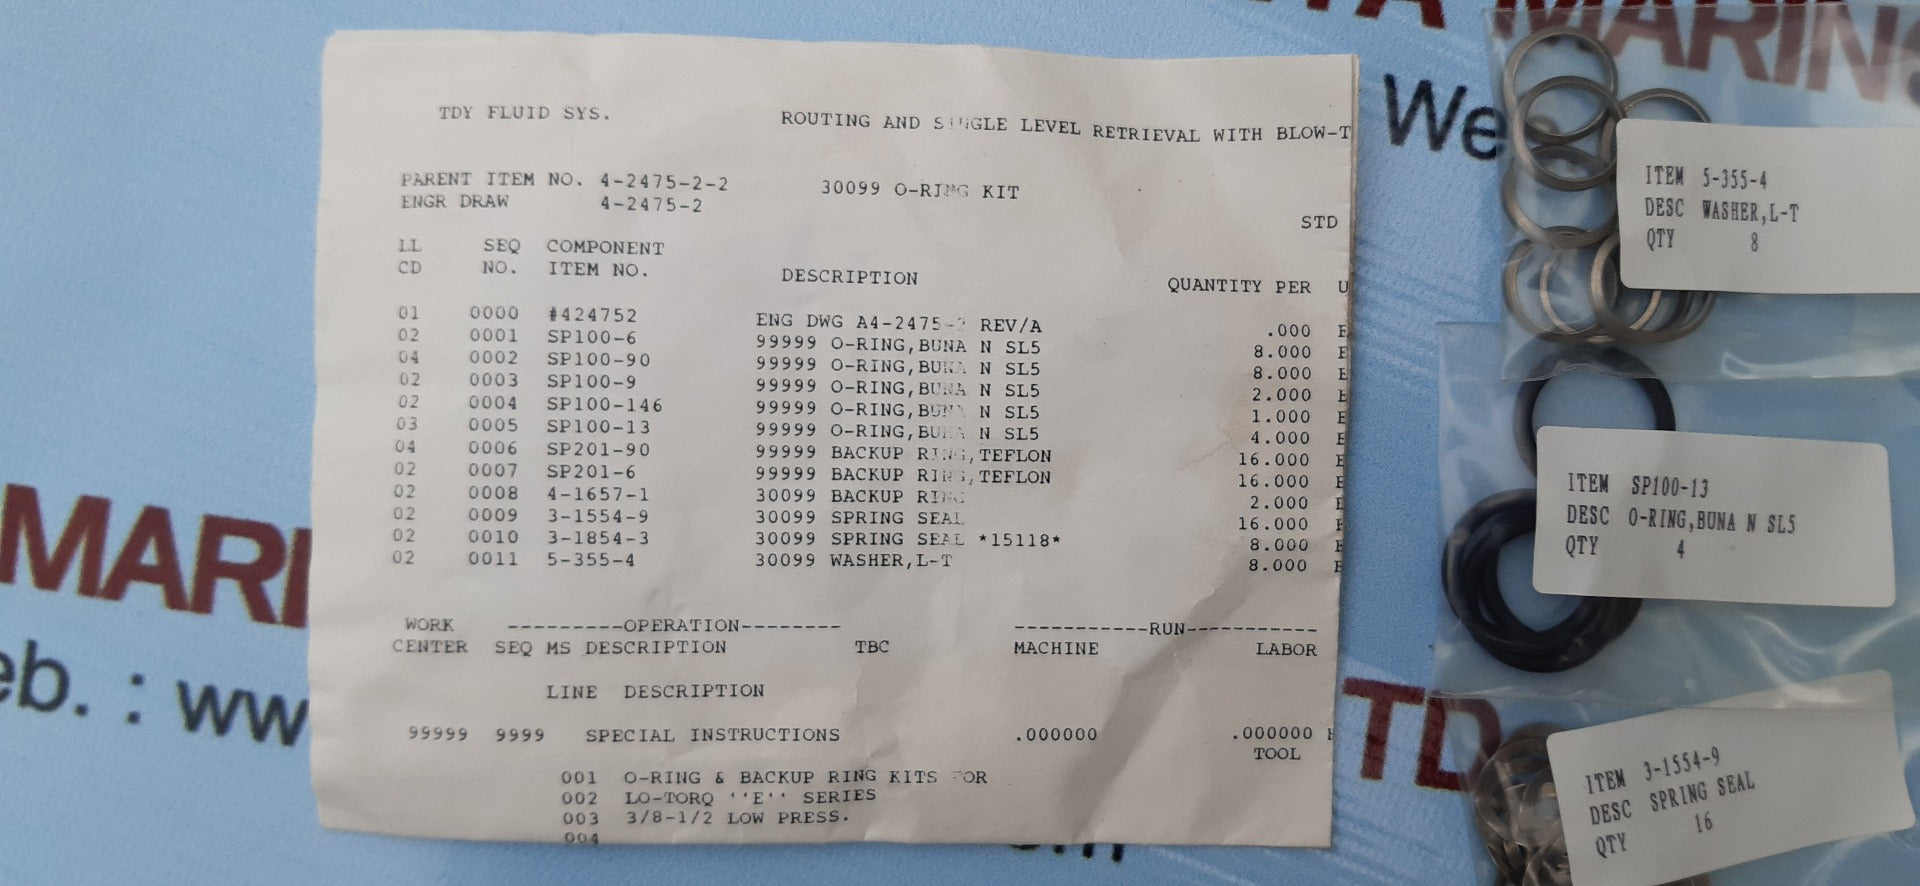 TDY FLUID SYS.
ROUTING AND SINGLE LEVEL RETRIEVAL WITH BLOW-T
PARENT ITEM NO. 4-2475-2-2
30099 O-RING KIT
ENGR DRAW 4-2475-2
STD
LL SEQ COMPONENT
CD NO. ITEM NO. DESCRIPTION QUANTITY PER U
01 0000 #424752 ENG DWG A4-2475-2 REV/A .000 E
02 0001 SP100-6 99999 O-RING,BUNA N SL5 8.000 E
04 0002 SP100-90 99999 O-RING,BUNA N SL5 8.000 E
02 0003 SP100-9 99999 O-RING,BUNA N SL5 2.000 E
02 0004 SP100-146 99999 O-RING,BUNA N SL5 1.000 E
03 0005 SP100-13 99999 O-RING,BUNA N SL5 4.000 E
04 0006 SP201-90 99999 BACKUP RING,TEFLON 16.000 E
02 0007 SP201-6 99999 BACKUP RING,TEFLON 16.000 E
02 0008 4-1657-1 30099 BACKUP RING 2.000 E
02 0009 3-1554-9 30099 SPRING SEAL 16.000 E
02 0010 3-1854-3 30099 SPRING SEAL *15118* 8.000 E
02 0011 5-355-4 30099 WASHER,L-T 8.000 E
WORK ---------OPERATION-------- -----------RUN-----------
CENTER SEQ MS DESCRIPTION TBC MACHINE LABOR
LINE DESCRIPTION
99999 9999 SPECIAL INSTRUCTIONS .000000 .000000
TOOL
001 O-RING & BACKUP RING KITS FOR
002 LO-TORQ ''E'' SERIES
003 3/8-1/2 LOW PRESS.
004
ITEM 5-355-4
DESC WASHER,L-T
QTY 8
ITEM SP100-13
DESC O-RING,BUNA N SL5
QTY 4
ITEM 3-1554-9
DESC SPRING SEAL
QTY 16
MARINS
We
MARI
eb. : ww
TD